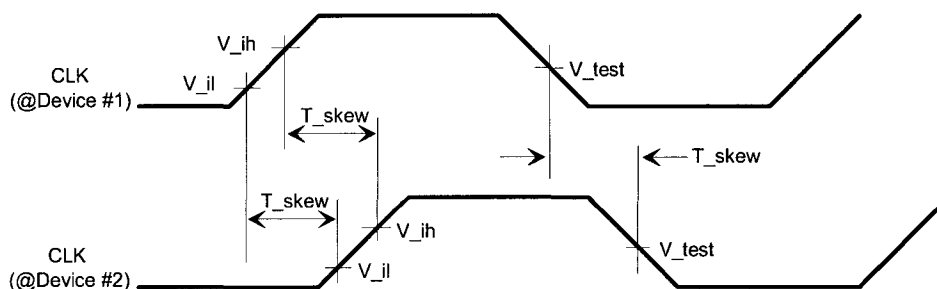 V_ih
CLK
(@Device #1)
V_il
V_test
T_skew
T_skew
T_skew
V_ih
V_test
CLK
(@Device #2)
V_il